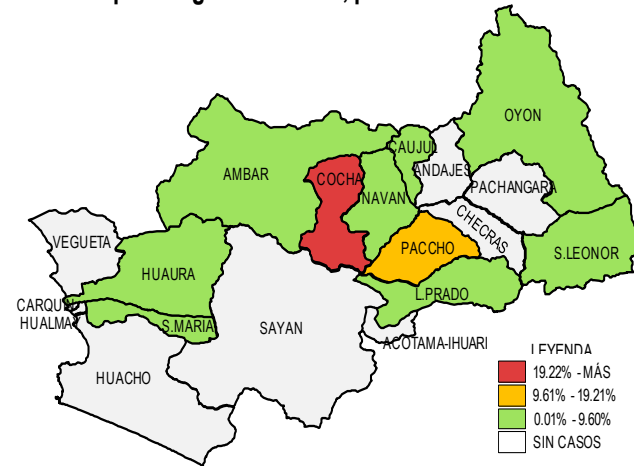 OYON
CAUJUL
ANDAJES
AMBAR
COCHA
NAVAN
PACHANGARA
CHECRAS
VEGUETA
PACCHO
S.LEONOR
HUAURA
L.PRADO
CARQUIN
HUALMAY
S.MARIA
SAYAN
ACOTAMA-IHUARI
HUACHO
LEYENDA
19.22% - MÁS
9.61% - 19.21%
0.01% - 9.60%
SIN CASOS